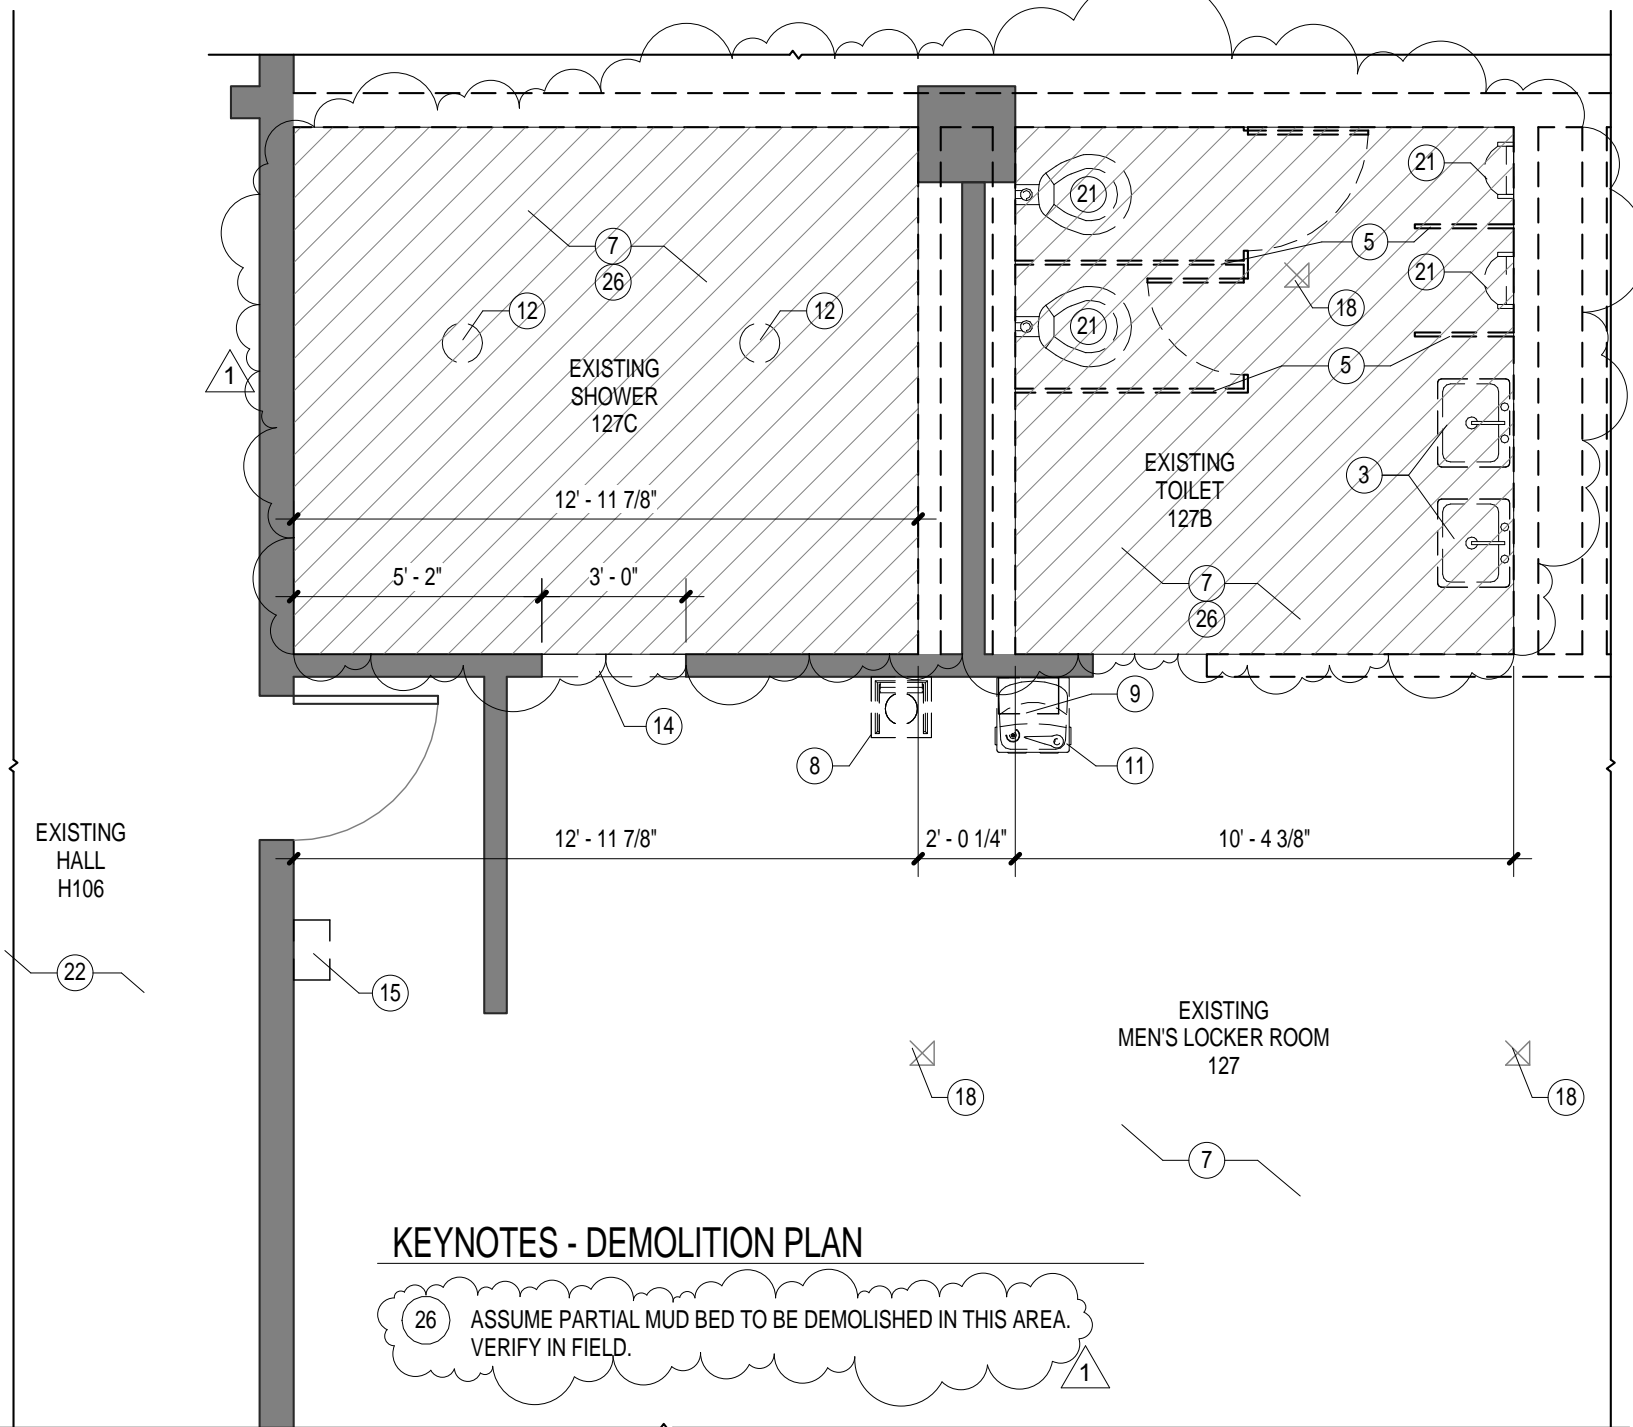 21
21
7
5
26
21
18
12
12
21
1
EXISTING
SHOWER
127C
5
EXISTING
TOILET
127B
3
12' - 11 7/8"
5' - 2"
3' - 0"
7
26
9
14
8
11
EXISTING
HALL
H106
12' - 11 7/8"
2' - 0 1/4"
10' - 4 3/8"
22
15
EXISTING
MEN'S LOCKER ROOM
127
18
18
7
KEYNOTES - DEMOLITION PLAN
26 ASSUME PARTIAL MUD BED TO BE DEMOLISHED IN THIS AREA.
VERIFY IN FIELD.
1